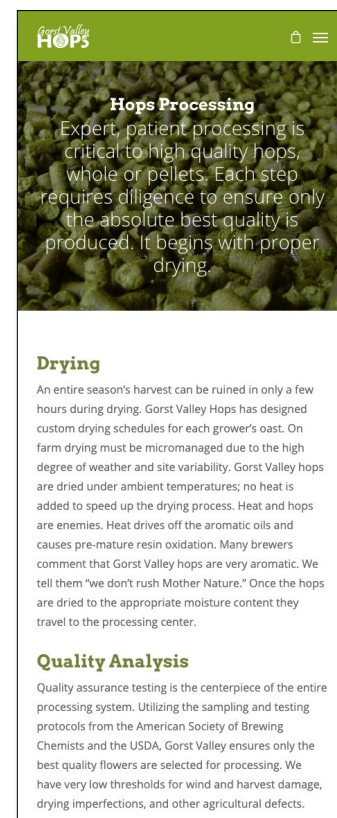 Gorst Valley
HOPS
Hops Processing
Expert, patient processing is
critical to high quality hops,
whole or pellets. Each step
requires diligence to ensure only
the absolute best quality is
produced. It begins with proper
drying.
Drying
An entire season's harvest can be ruined in only a few
hours during drying. Gorst Valley Hops has designed
custom drying schedules for each grower's oast. On
farm drying must be micromanaged due to the high
degree of weather and site variability. Gorst Valley hops
are dried under ambient temperatures; no heat is
added to speed up the drying process. Heat and hops
are enemies. Heat drives off the aromatic oils and
causes pre-mature resin oxidation. Many brewers
comment that Gorst Valley hops are very aromatic. We
tell them “we don't rush Mother Nature.” Once the hops
are dried to the appropriate moisture content they
travel to the processing center.
Quality Analysis
Quality assurance testing is the centerpiece of the entire
processing system. Utilizing the sampling and testing
protocols from the American Society of Brewing
Chemists and the USDA, Gorst Valley ensures only the
best quality flowers are selected for processing. We
have very low thresholds for wind and harvest damage,
drying imperfections, and other agricultural defects.